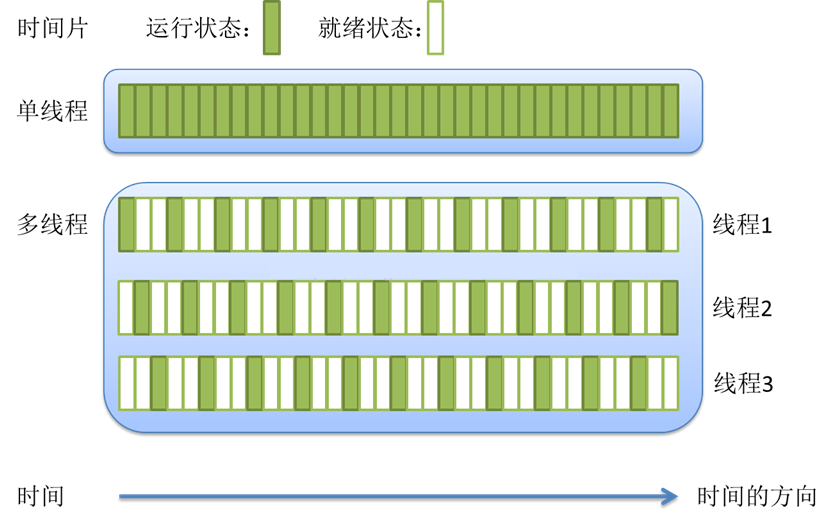 时间片 运行状态： 就绪状态：
单线程
多线程 线程1
线程2
线程3
时间 时间的方向